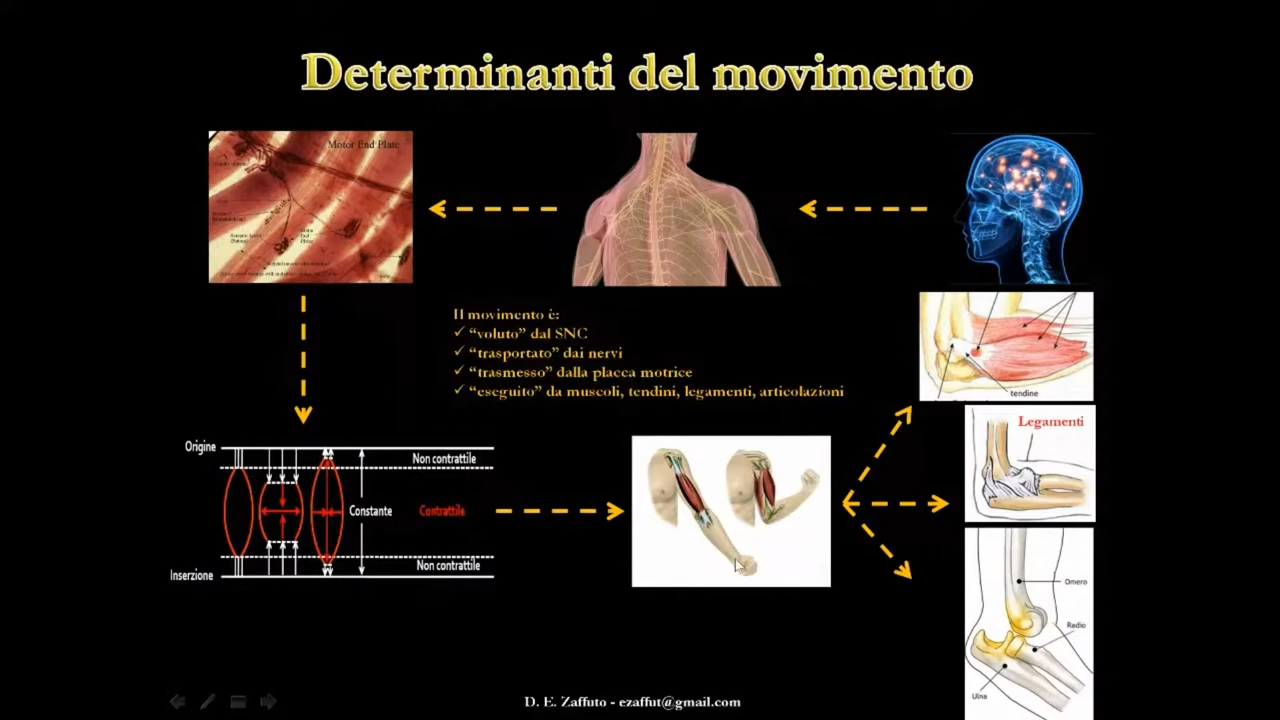 Determinanti del movimento
Motor End Plate
Il movimento è:
✓ “voluto” dal SNC
✓ “trasportato” dai nervi
✓ “trasmesso” dalla placca motrice
✓ “eseguito” da muscoli, tendini, legamenti, articolazioni
tendine
Legamenti
Origine
Non contrattile
Constante
Contrattile
Non contrattile
Inserzione
Omero
Radio
Ulna
D. E. Zaffuto - ezaffut@gmail.com